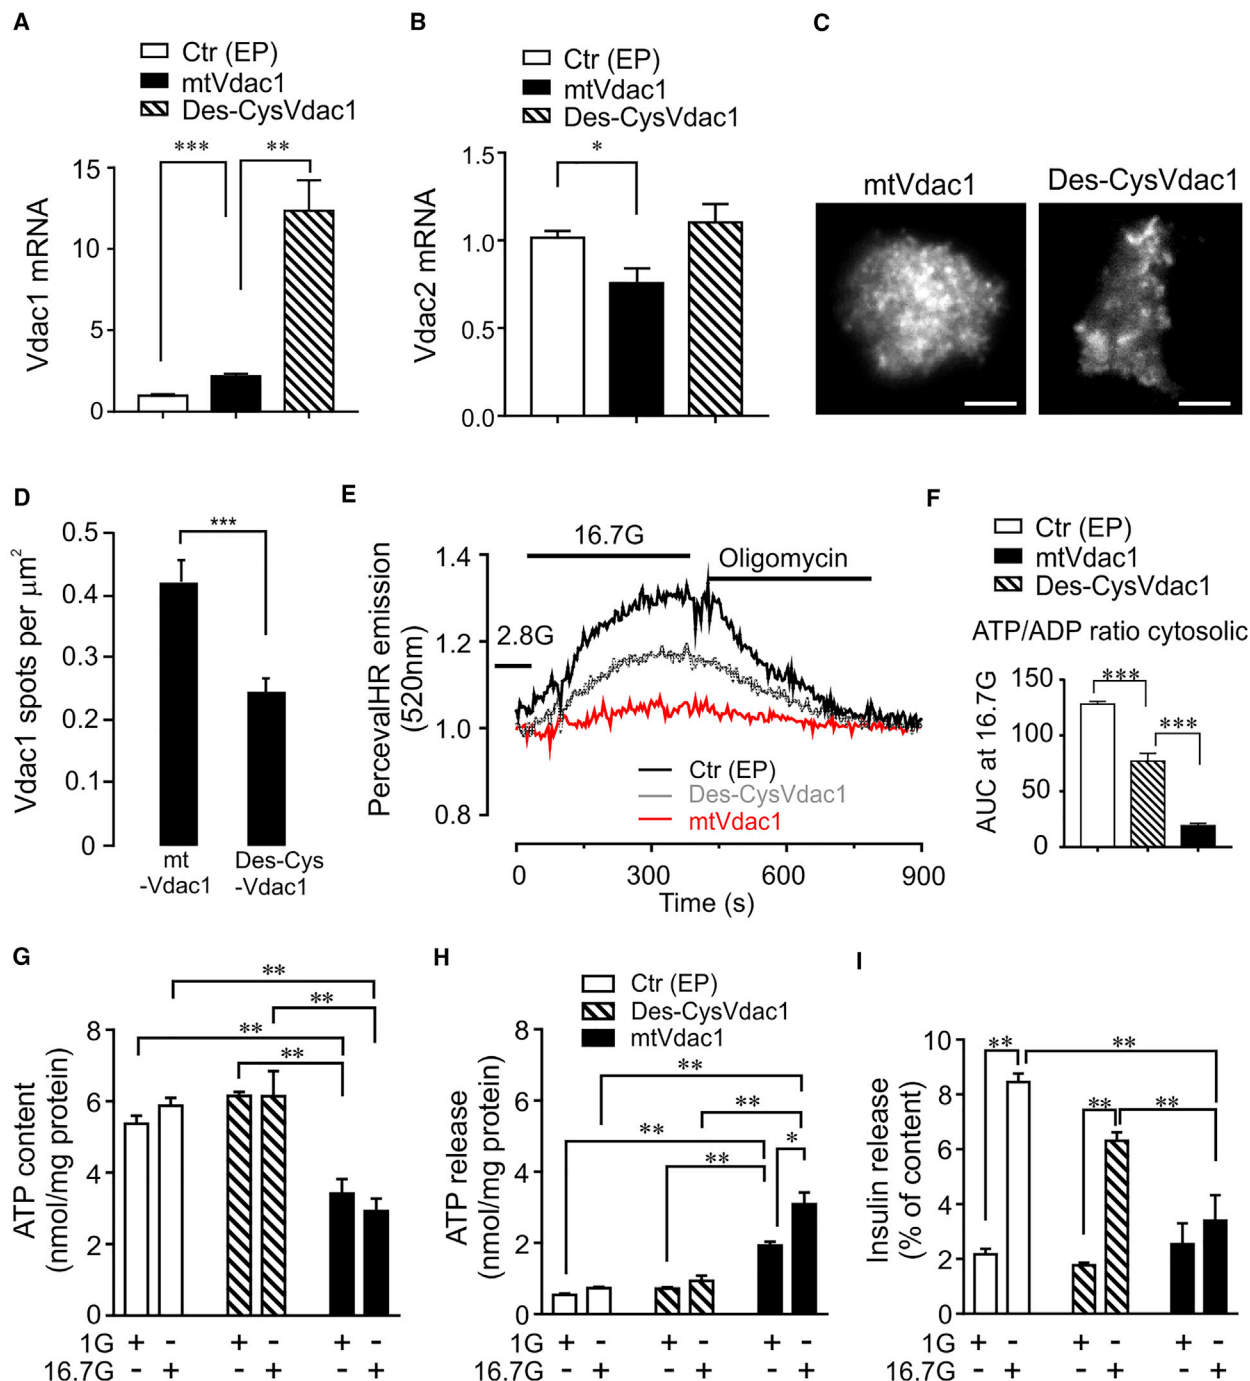 A
Ctr (EP)
mtVdac1
Des-CysVdac1
*** **
15
10
5
0
Vdac1 mRNA
B
Ctr (EP)
mtVdac1
Des-CysVdac1
*
1.5
1.0
0.5
0.0
Vdac2 mRNA
C
mtVdac1
Des-CysVdac1
D
***
0.5
0.4
0.3
0.2
0.1
0
Vdac1 spots per μm²
mt
-Vdac1
Des-Cys
-Vdac1
E
16.7G
Oligomycin
2.8G
1.4
1.2
1.0
0.8
PercevalHR emission
(520nm)
Ctr (EP)
Des-CysVdac1
mtVdac1
0 300 600 900
Time (s)
F
Ctr (EP)
mtVdac1
Des-CysVdac1
ATP/ADP ratio cytosolic
***
***
150
100
50
0
AUC at 16.7G
G
**
**
**
**
8
6
4
2
0
ATP content
(nmol/mg protein)
1G + - + - + -
16.7G - + - + - +
H
Ctr (EP)
Des-CysVdac1
mtVdac1
**
**
**
*
**
8
6
4
2
0
ATP release
(nmol/mg protein)
1G + - + - + -
16.7G - + - + - +
I
** **
** **
10
8
6
4
2
0
Insulin release
(% of content)
1G + - + - + -
16.7G - + - + - +